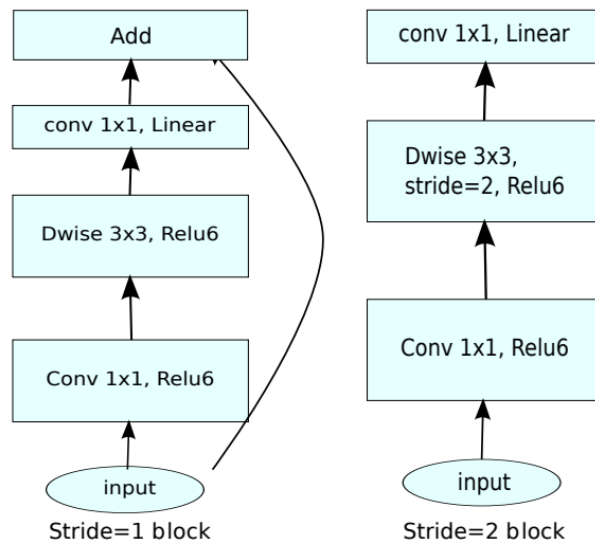 Add
conv 1x1, Linear
Dwise 3x3, Relu6
Conv 1x1, Relu6
input
Stride=1 block
conv 1x1, Linear
Dwise 3x3,
stride=2, Relu6
Conv 1x1, Relu6
input
Stride=2 block